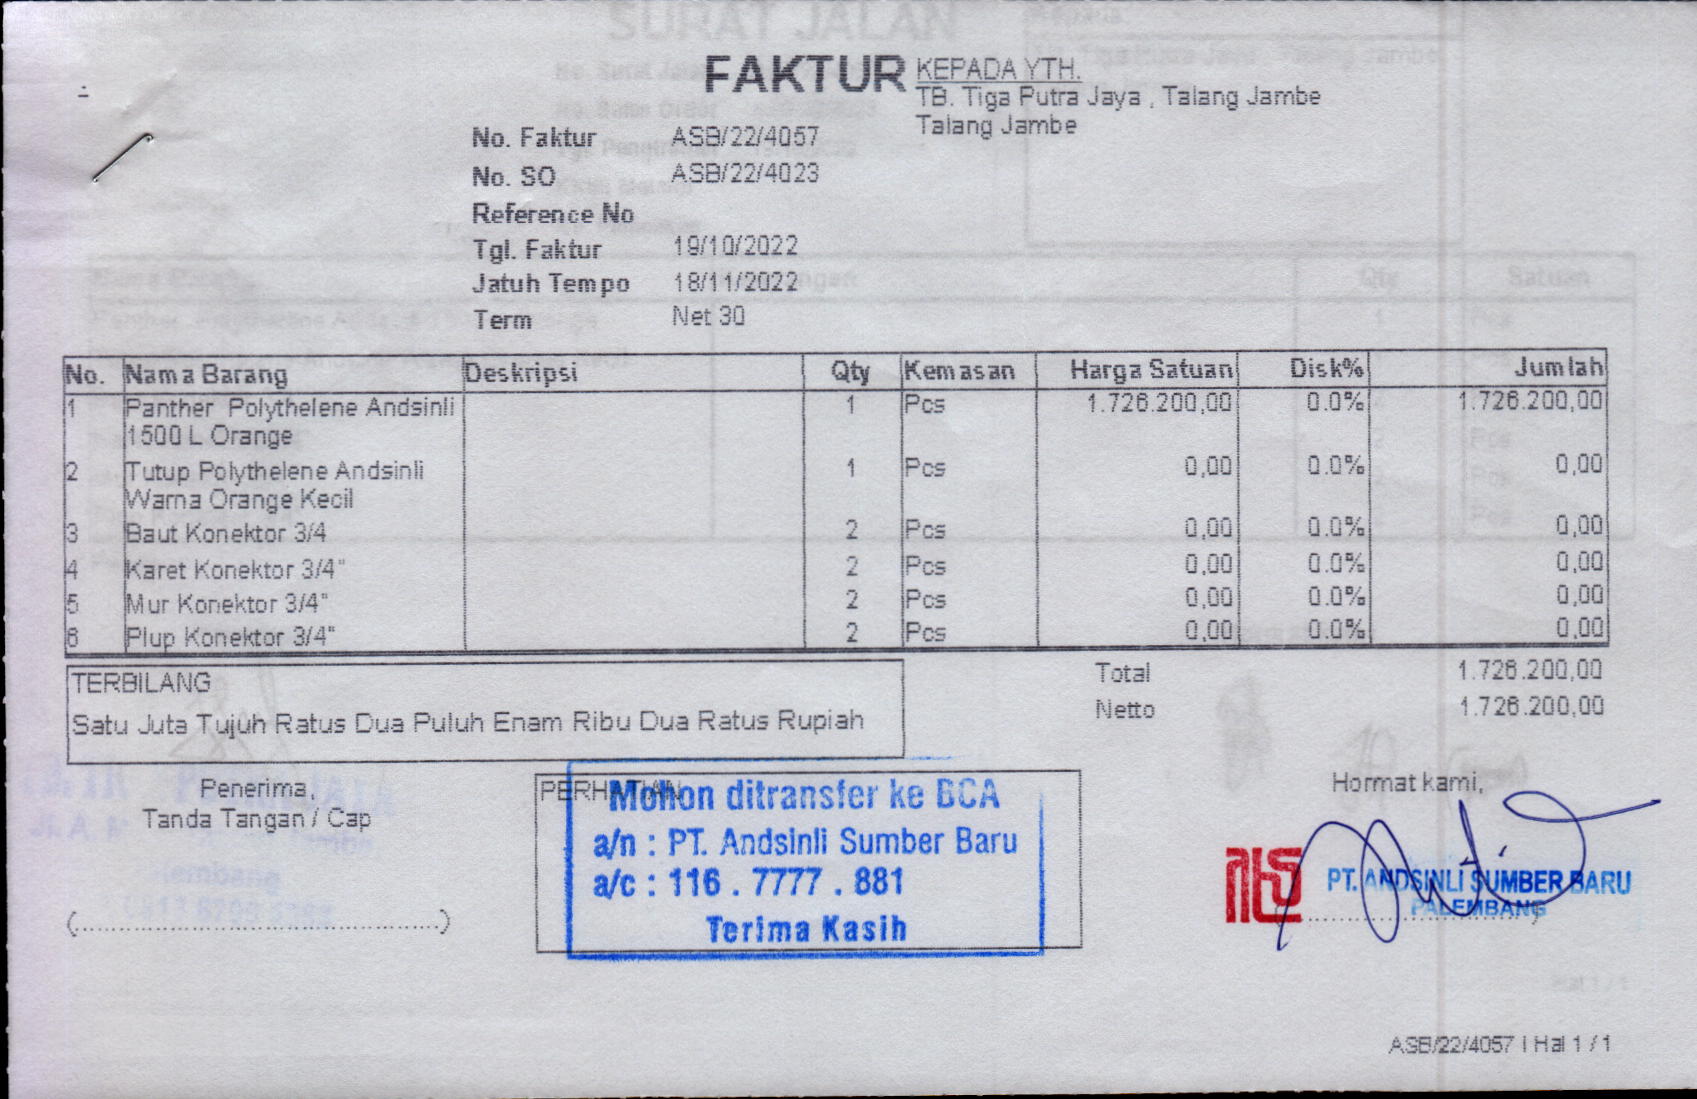 FAKTUR
KEPADA YTH.
TB. Tiga Putra Jaya , Talang Jambe
Talang Jambe
No. Faktur ASB/22/4057
No. SO ASB/22/4023
Reference No
Tgl. Faktur 19/10/2022
Jatuh Tempo 18/11/2022
Term Net 30
No. Nama Barang Deskripsi Qty Kemasan Harga Satuan Disk% Jumlah
1 Panther Polythelene Andsinli 1 Pcs 1.726.200,00 0.0% 1.726.200,00
1500 L Orange
2 Tutup Polythelene Andsinli 1 Pcs 0,00 0.0% 0,00
Warna Orange Kecil
3 Baut Konektor 3/4 2 Pcs 0,00 0.0% 0,00
4 Karet Konektor 3/4" 2 Pcs 0,00 0.0% 0,00
5 Mur Konektor 3/4" 2 Pcs 0,00 0.0% 0,00
6 Plup Konektor 3/4" 2 Pcs 0,00 0.0% 0,00
Total 1.726.200,00
Netto 1.726.200,00
TERBILANG
Satu Juta Tujuh Ratus Dua Puluh Enam Ribu Dua Ratus Rupiah
Penerima,
Tanda Tangan / Cap
(......................................................)
PERHATIAN
Mohon ditransfer ke BCA
a/n : PT. Andsinli Sumber Baru
a/c : 116 . 7777 . 881
Terima Kasih
Hormat kami,
PT. ANDSINLI SUMBER BARU
PALEMBANG
ASB/22/4057 | Hal 1 / 1
SURAT JALAN